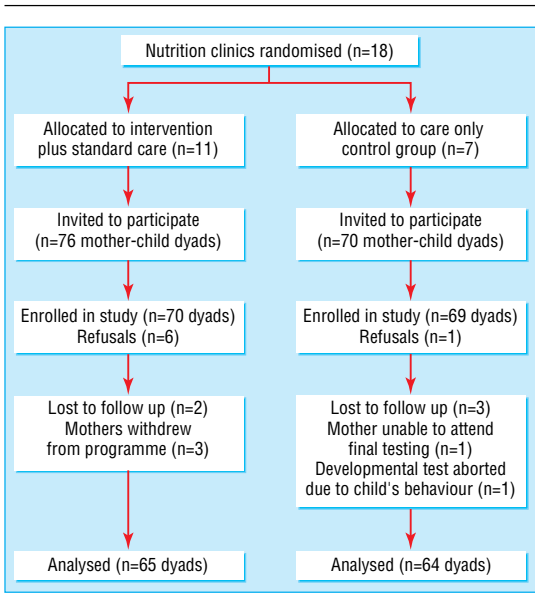 Nutrition clinics randomised (n=18)
Allocated to intervention
plus standard care (n=11)
Allocated to care only
control group (n=7)
Invited to participate
(n=76 mother-child dyads)
Invited to participate
(n=70 mother-child dyads)
Enrolled in study (n=70 dyads)
Refusals (n=6)
Enrolled in study (n=69 dyads)
Refusals (n=1)
Lost to follow up (n=2)
Mothers withdrew
from programme (n=3)
Lost to follow up (n=3)
Mother unable to attend
final testing (n=1)
Developmental test aborted
due to child's behaviour (n=1)
Analysed (n=65 dyads)
Analysed (n=64 dyads)